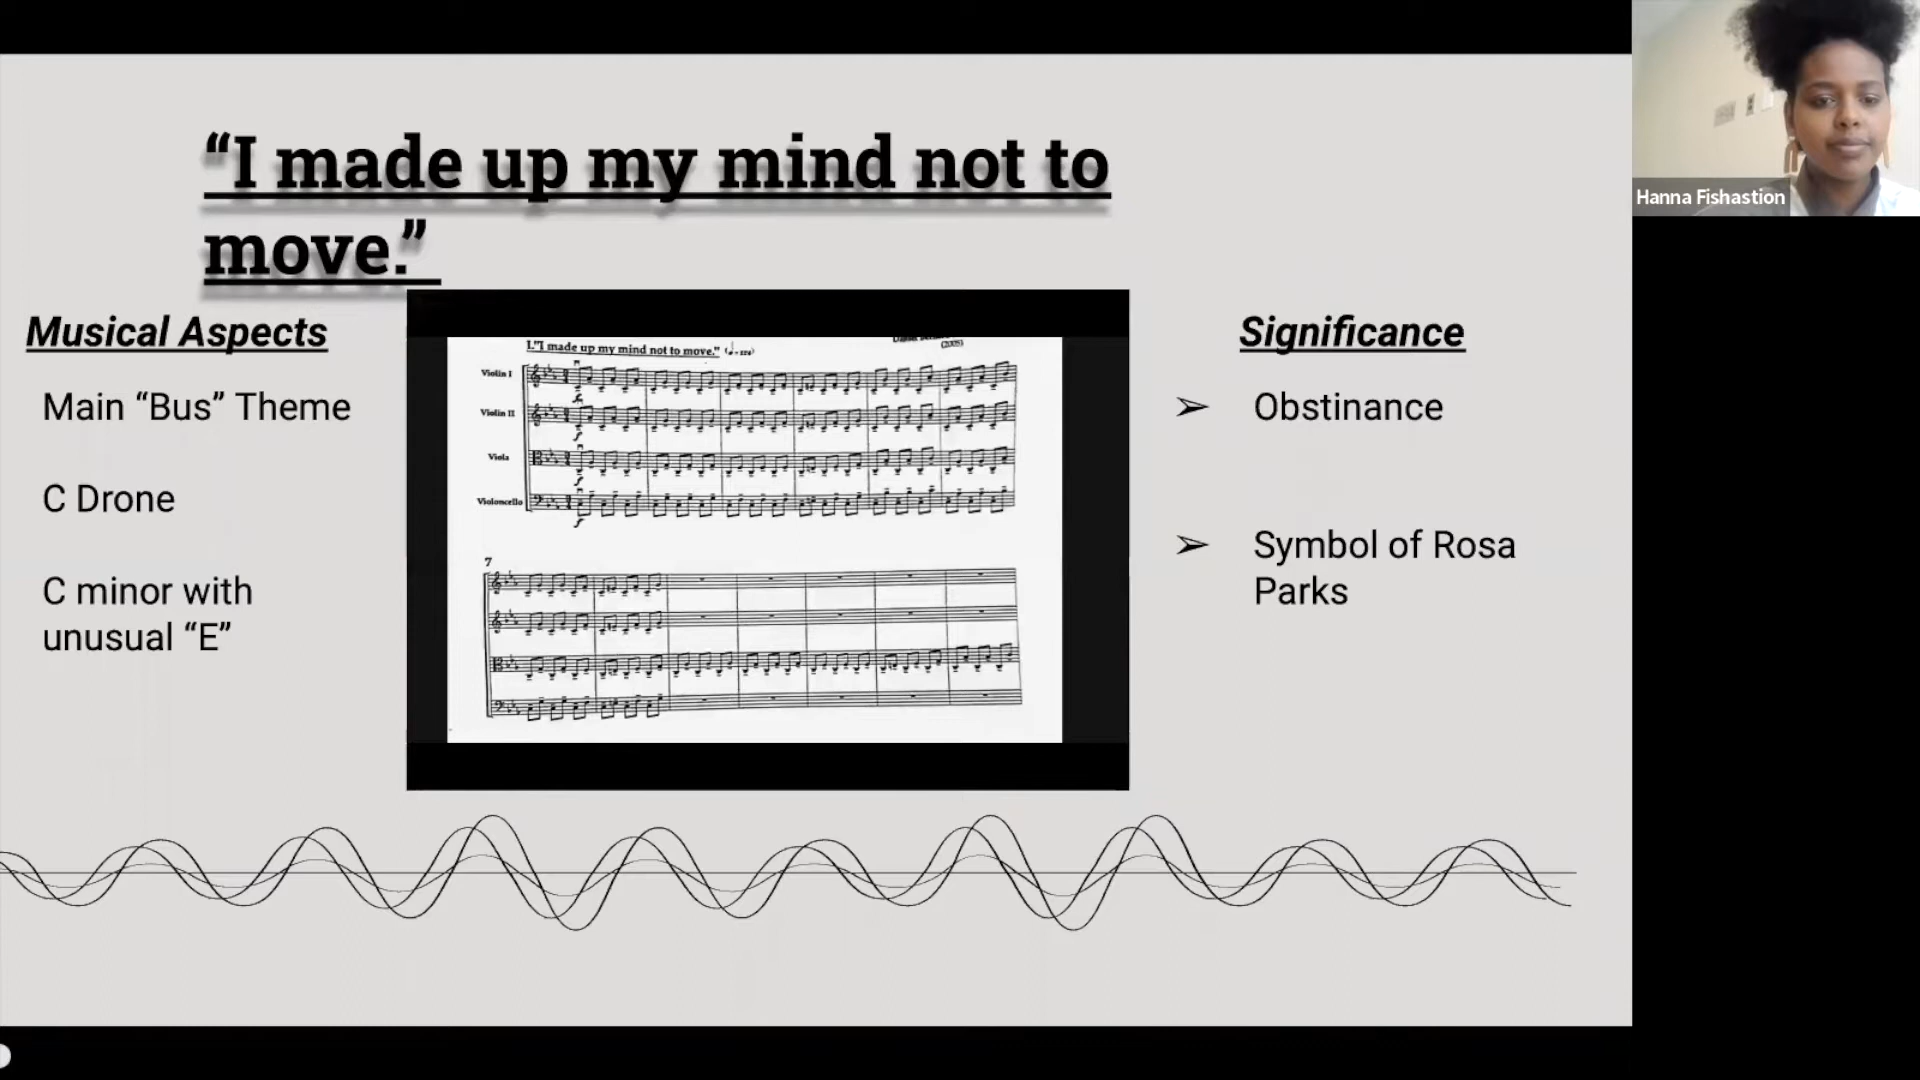 “I made up my mind not to
move.”
Musical Aspects
Main “Bus” Theme
C Drone
C minor with
unusual “E”
I."I made up my mind not to move."
(2005)
Violin I
Violin II
Viola
Violoncello
7
Significance
➢ Obstinance
➢ Symbol of Rosa
Parks
Hanna Fishastion